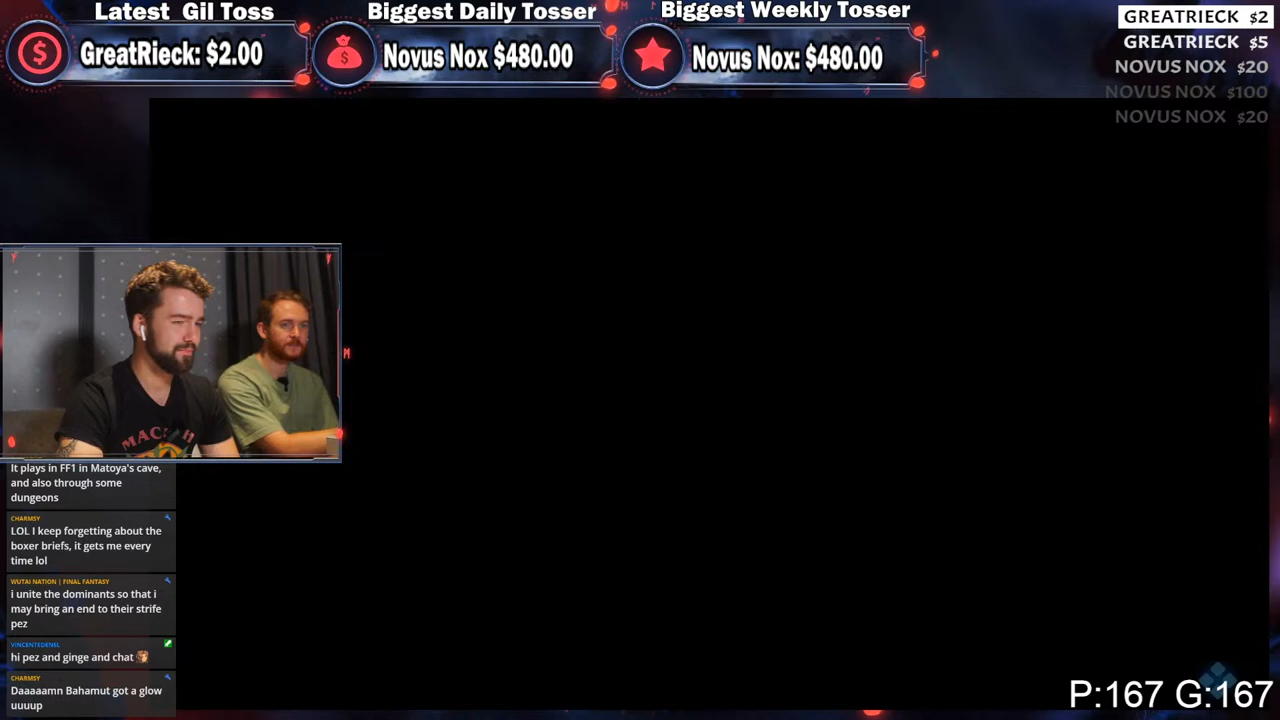 Latest Gil Toss
GreatRieck: $2.00
Biggest Daily Tosser
Novus Nox $480.00
Biggest Weekly Tosser
Novus Nox: $480.00
GREATRIECK $2
GREATRIECK $5
NOVUS NOX $20
NOVUS NOX $100
NOVUS NOX $20
It plays in FF1 in Matoya's cave,
and also through some
dungeons
CHARMSY
LOL I keep forgetting about the
boxer briefs, it gets me every
time lol
WUTAI NATION | FINAL FANTASY
i unite the dominants so that i
may bring an end to their strife
pez
VINCENTEDENEL
hi pez and ginge and chat
CHARMSY
Daaaaamn Bahamut got a glow
uuuup
P:167 G:167